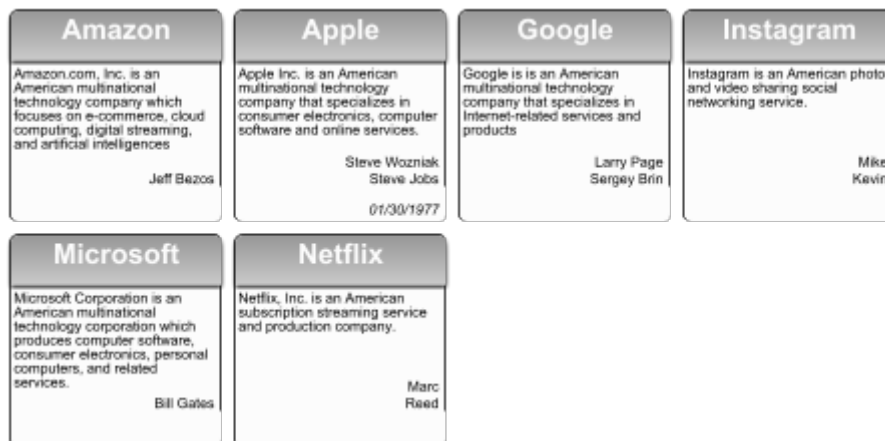 Amazon
Amazon.com, Inc. is an
American multinational
technology company which
focuses on e-commerce, cloud
computing, digital streaming,
and artificial intelligences
Jeff Bezos
Apple
Apple Inc. is an American
multinational technology
company that specializes in
consumer electronics, computer
software and online services.
Steve Wozniak
Steve Jobs
01/30/1977
Google
Google is is an American
multinational technology
company that specializes in
Internet-related services and
products
Larry Page
Sergey Brin
Instagram
Instagram is an American photo
and video sharing social
networking service.
Mike
Kevin
Microsoft
Microsoft Corporation is an
American multinational
technology corporation which
produces computer software,
consumer electronics, personal
computers, and related
services.
Bill Gates
Netflix
Netflix, Inc. is an American
subscription streaming service
and production company.
Marc
Reed